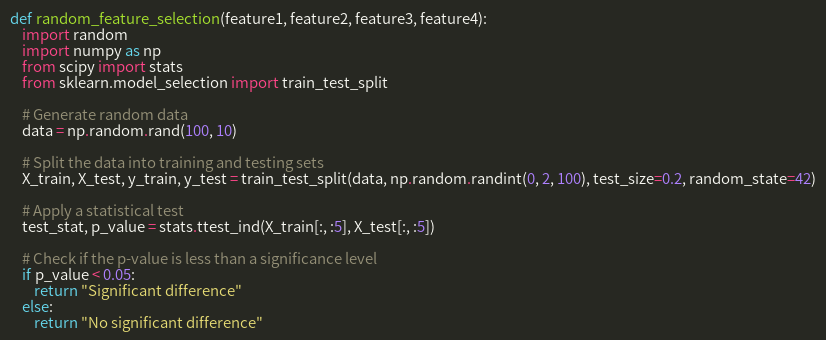 def random_feature_selection(feature1, feature2, feature3, feature4):
    import random
    import numpy as np
    from scipy import stats
    from sklearn.model_selection import train_test_split

    # Generate random data
    data = np.random.rand(100, 10)

    # Split the data into training and testing sets
    X_train, X_test, y_train, y_test = train_test_split(data, np.random.randint(0, 2, 100), test_size=0.2, random_state=42)

    # Apply a statistical test
    test_stat, p_value = stats.ttest_ind(X_train[:, :5], X_test[:, :5])

    # Check if the p-value is less than a significance level
    if p_value < 0.05:
        return "Significant difference"
    else:
        return "No significant difference"